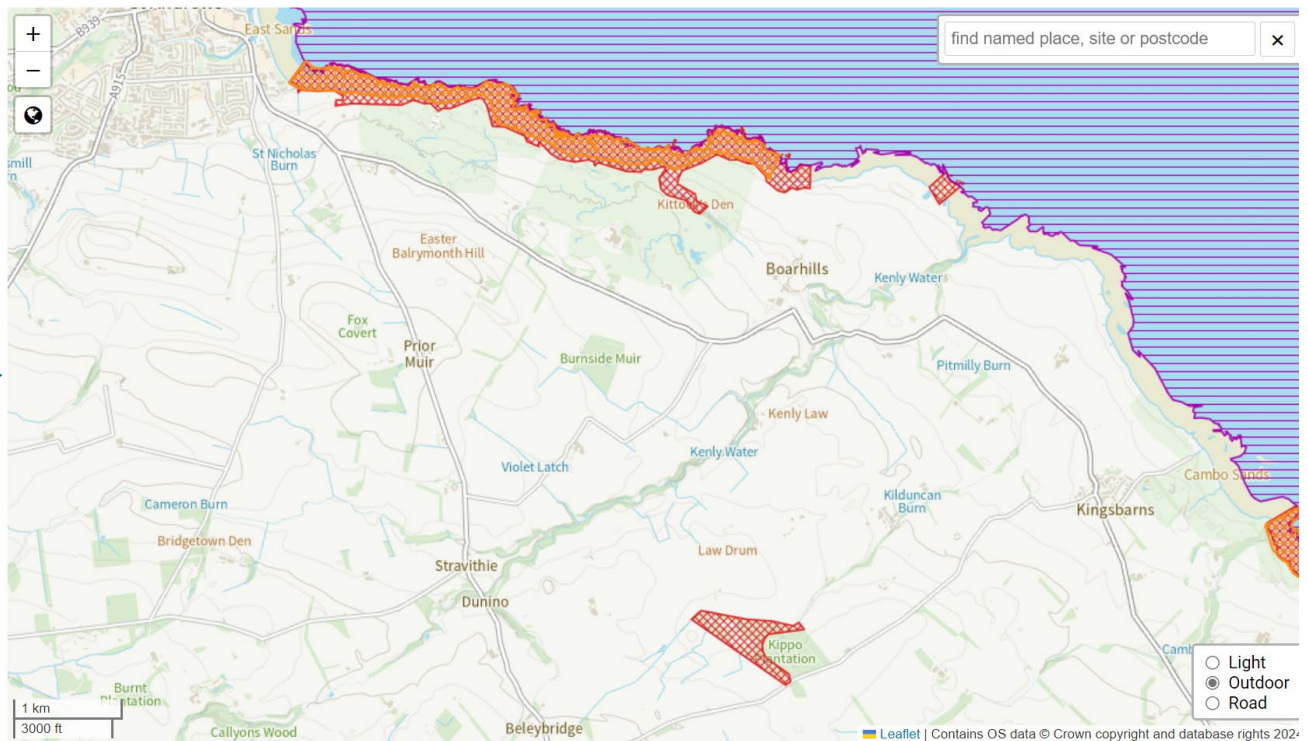 +
−
B939
East Sands
find named place, site or postcode
×
A915
St Nicholas
Burn
Kittock's Den
Easter
Balrymonth Hill
Boarhills
Kenly Water
Fox
Covert
Prior
Muir
Burnside Muir
Pitmilly Burn
Kenly Law
Violet Latch
Kenly Water
Cambo Sands
Cameron Burn
Kilduncan
Burn
Kingsbarns
Bridgetown Den
Law Drum
Stravithie
Dunino
Kippo
Plantation
Light
Outdoor
Road
Burnt
Plantation
1 km
3000 ft
Callyons Wood
Beleybridge
Leaflet | Contains OS data © Crown copyright and database rights 2024